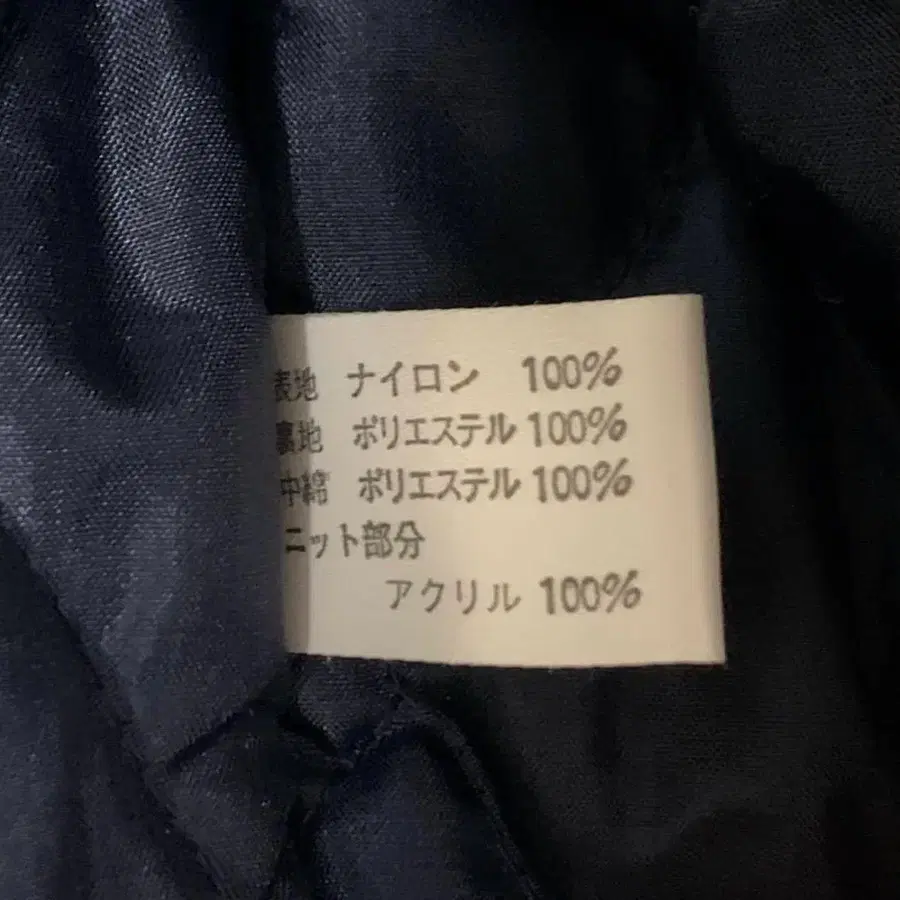 表地 ナイロン 100%
裏地 ポリエステル 100%
中綿 ポリエステル 100%
ニット部分
アクリル 100%